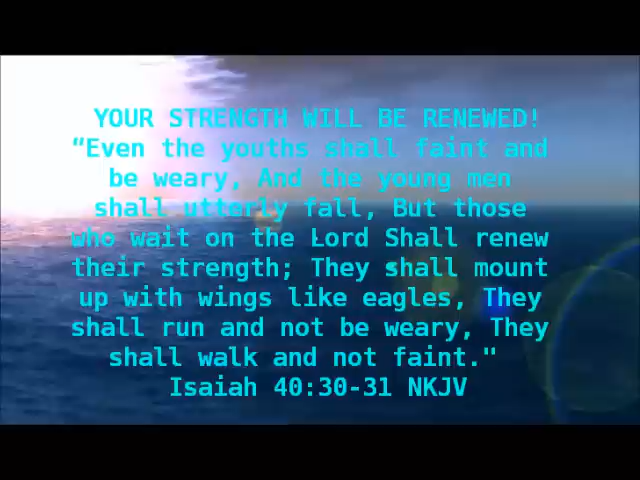 YOUR STRENGTH WILL BE RENEWED!
“Even the youths shall faint and
be weary, And the young men
shall utterly fall, But those
who wait on the Lord Shall renew
their strength; They shall mount
up with wings like eagles, They
shall run and not be weary, They
shall walk and not faint."
Isaiah 40:30-31 NKJV